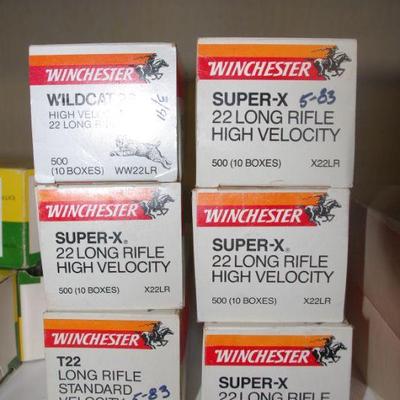 WINCHESTER
WILDCAT 22
HIGH VELOCITY
22 LONG RIFLE
500
(10 BOXES) WW22LR
WINCHESTER
SUPER-X 5-83
22 LONG RIFLE
HIGH VELOCITY
500 (10 BOXES) X22LR
WINCHESTER
SUPER-X®
22 LONG RIFLE
HIGH VELOCITY
500 (10 BOXES) X22LR
WINCHESTER
SUPER-X®
22 LONG RIFLE
HIGH VELOCITY
500 (10 BOXES) X22LR
WINCHESTER
T22
LONG RIFLE
STANDARD
VELOCITY 5-83
WINCHESTER
SUPER-X
22 LONG RIFLE